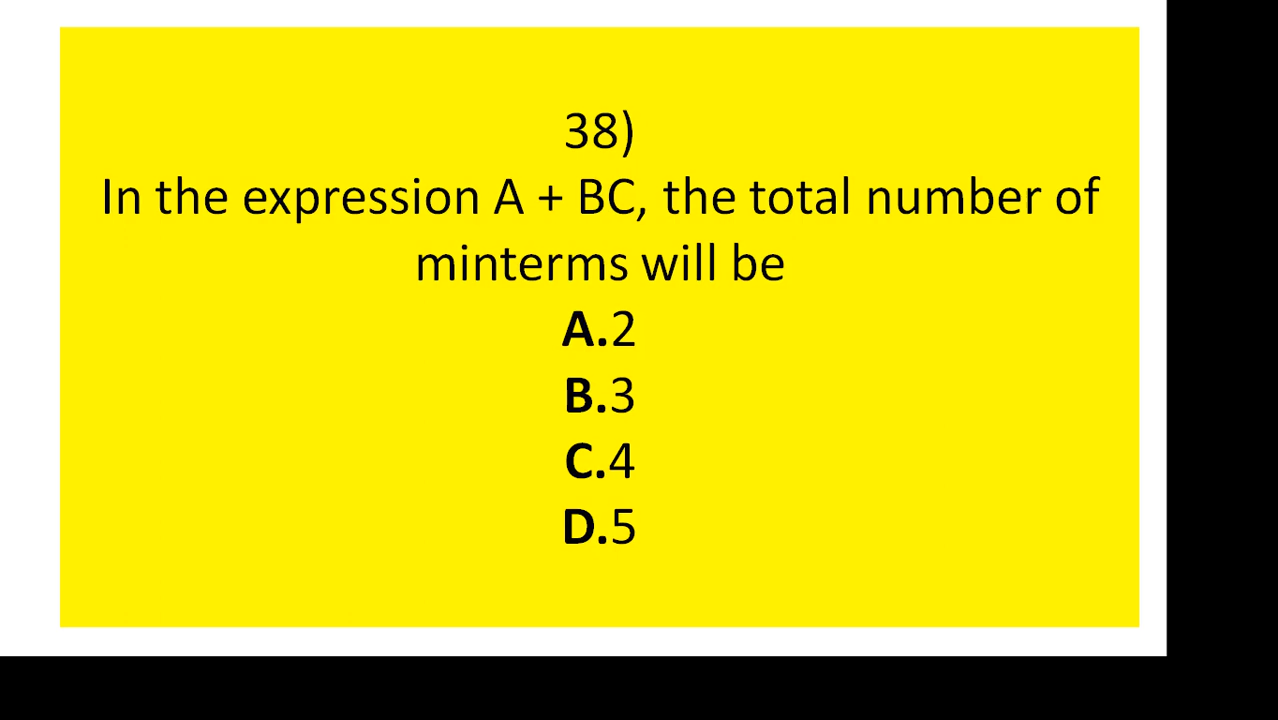 38)
In the expression A + BC, the total number of
minterms will be
A.2
B.3
C.4
D.5